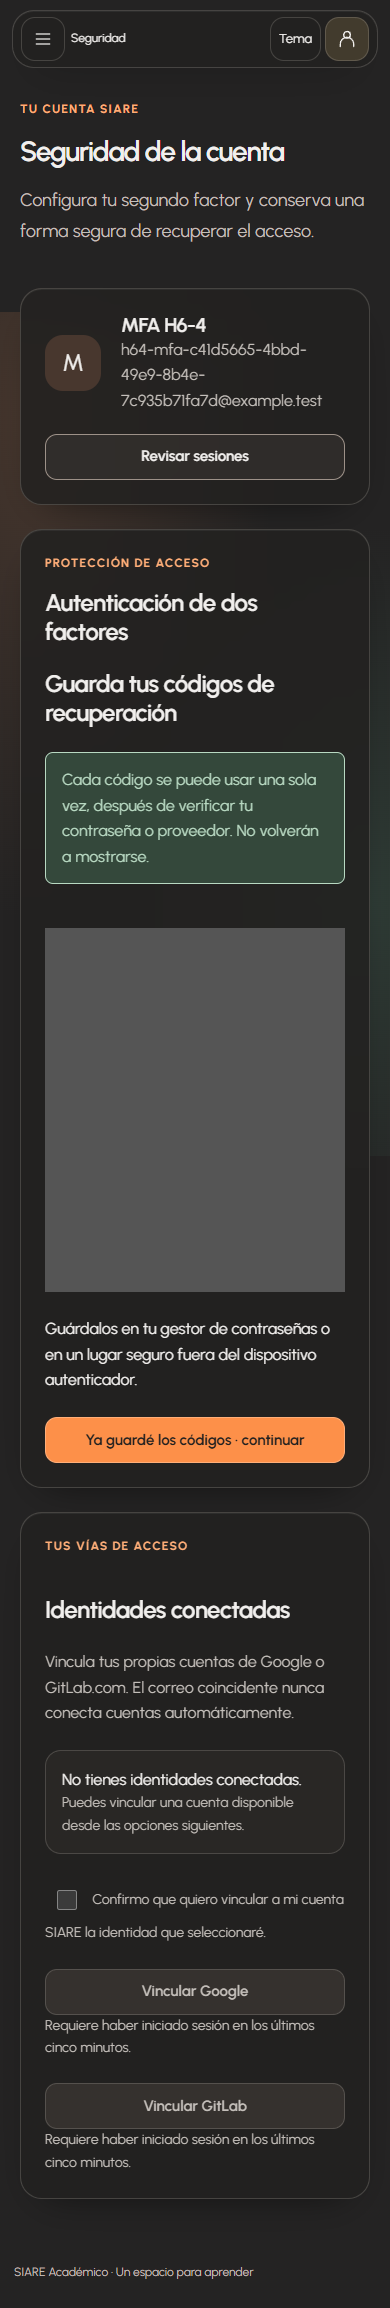 Seguridad
Tema
TU CUENTA SIARE
Seguridad de la cuenta
Configura tu segundo factor y conserva una
forma segura de recuperar el acceso.
M
MFA H6-4
h64-mfa-c41d5665-4bbd-
49e9-8b4e-
7c935b71fa7d@example.test
Revisar sesiones
PROTECCIÓN DE ACCESO
Autenticación de dos
factores
Guarda tus códigos de
recuperación
Cada código se puede usar una sola
vez, después de verificar tu
contraseña o proveedor. No volverán
a mostrarse.
Guárdalos en tu gestor de contraseñas o
en un lugar seguro fuera del dispositivo
autenticador.
Ya guardé los códigos · continuar
TUS VÍAS DE ACCESO
Identidades conectadas
Vincula tus propias cuentas de Google o
GitLab.com. El correo coincidente nunca
conecta cuentas automáticamente.
No tienes identidades conectadas.
Puedes vincular una cuenta disponible
desde las opciones siguientes.
Confirmo que quiero vincular a mi cuenta
SIARE la identidad que seleccionaré.
Vincular Google
Requiere haber iniciado sesión en los últimos
cinco minutos.
Vincular GitLab
Requiere haber iniciado sesión en los últimos
cinco minutos.
SIARE Académico · Un espacio para aprender